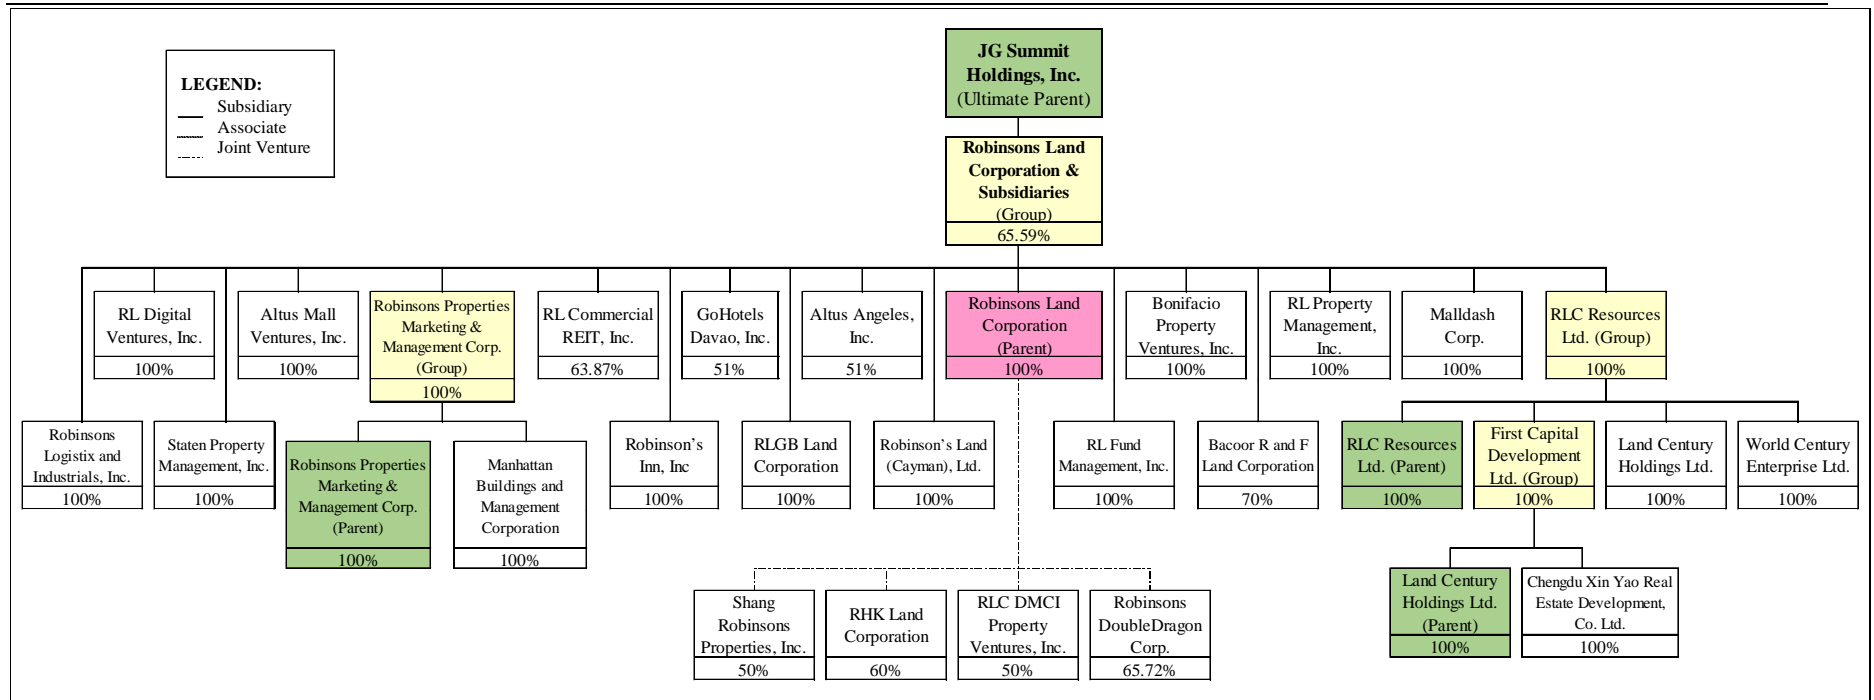 LEGEND:
Subsidiary
Associate
Joint Venture
JG Summit
Holdings, Inc.
(Ultimate Parent)
Robinsons Land
Corporation &
Subsidiaries
(Group)
65.59%
RL Digital
Ventures, Inc.
100%
Altus Mall
Ventures, Inc.
100%
Robinsons Properties
Marketing &
Management Corp.
(Group)
100%
RL Commercial
REIT, Inc.
63.87%
GoHotels
Davao, Inc.
51%
Altus Angeles,
Inc.
51%
Robinsons Land
Corporation
(Parent)
100%
Bonifacio
Property
Ventures, Inc.
100%
RL Property
Management,
Inc.
100%
Malldash
Corp.
100%
RLC Resources
Ltd. (Group)
100%
Robinsons
Logistix and
Industrials, Inc.
100%
Staten Property
Management, Inc.
100%
Robinsons Properties
Marketing &
Management Corp.
(Parent)
100%
Manhattan
Buildings and
Management
Corporation
100%
Robinson’s
Inn, Inc
100%
RLGB Land
Corporation
100%
Robinson’s Land
(Cayman), Ltd.
100%
RL Fund
Management, Inc.
100%
Bacoor R and F
Land Corporation
70%
RLC Resources
Ltd. (Parent)
100%
First Capital
Development
Ltd. (Group)
100%
Land Century
Holdings Ltd.
100%
World Century
Enterprise Ltd.
100%
Shang
Robinsons
Properties, Inc.
50%
RHK Land
Corporation
60%
RLC DMCI
Property
Ventures, Inc.
50%
Robinsons
DoubleDragon
Corp.
65.72%
Land Century
Holdings Ltd.
(Parent)
100%
Chengdu Xin Yao Real
Estate Development,
Co. Ltd.
100%